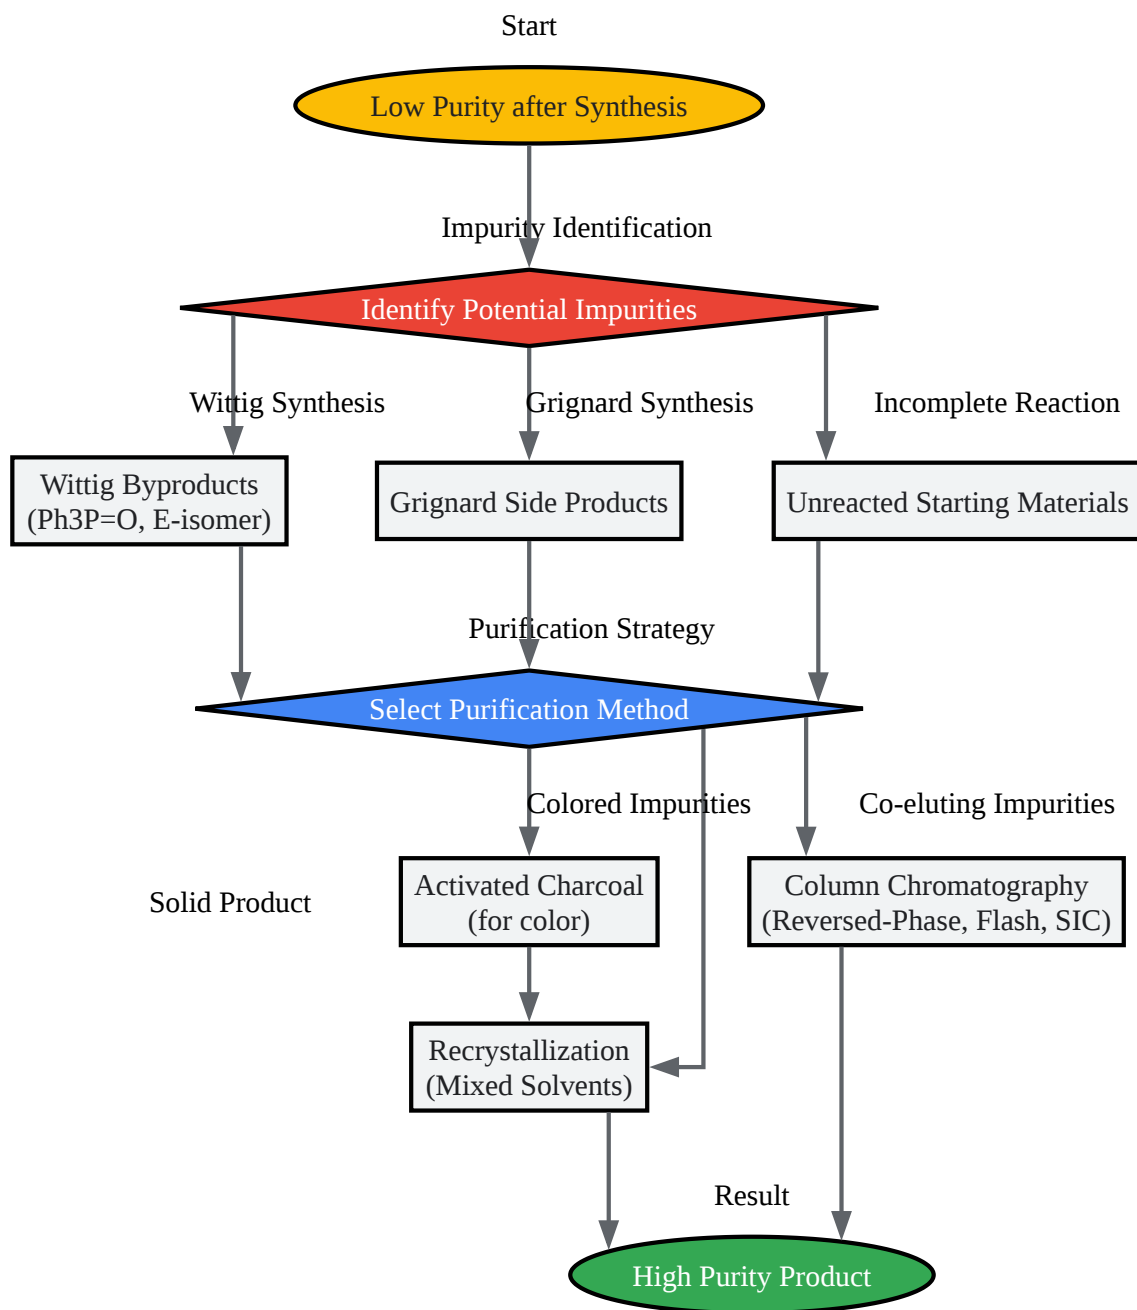 Start
Low Purity after Synthesis
Impurity Identification
Identify Potential Impurities
Wittig Synthesis
Grignard Synthesis
Incomplete Reaction
Wittig Byproducts
(Ph3P=O, E-isomer)
Grignard Side Products
Unreacted Starting Materials
Purification Strategy
Select Purification Method
Colored Impurities
Co-eluting Impurities
Solid Product
Activated Charcoal
(for color)
Column Chromatography
(Reversed-Phase, Flash, SIC)
Recrystallization
(Mixed Solvents)
Result
High Purity Product